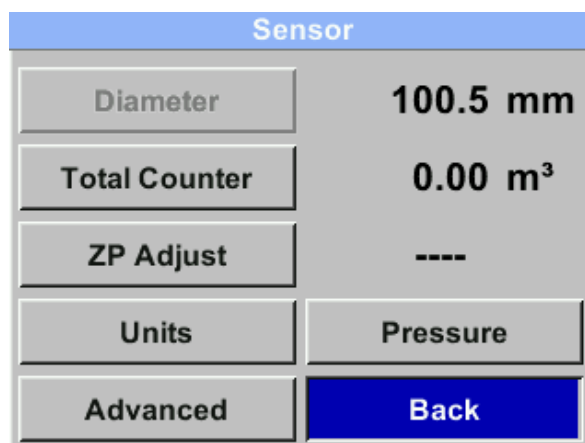 Sensor
Diameter 100.5 mm
Total Counter 0.00 m³
ZP Adjust ----
Units Pressure
Advanced Back